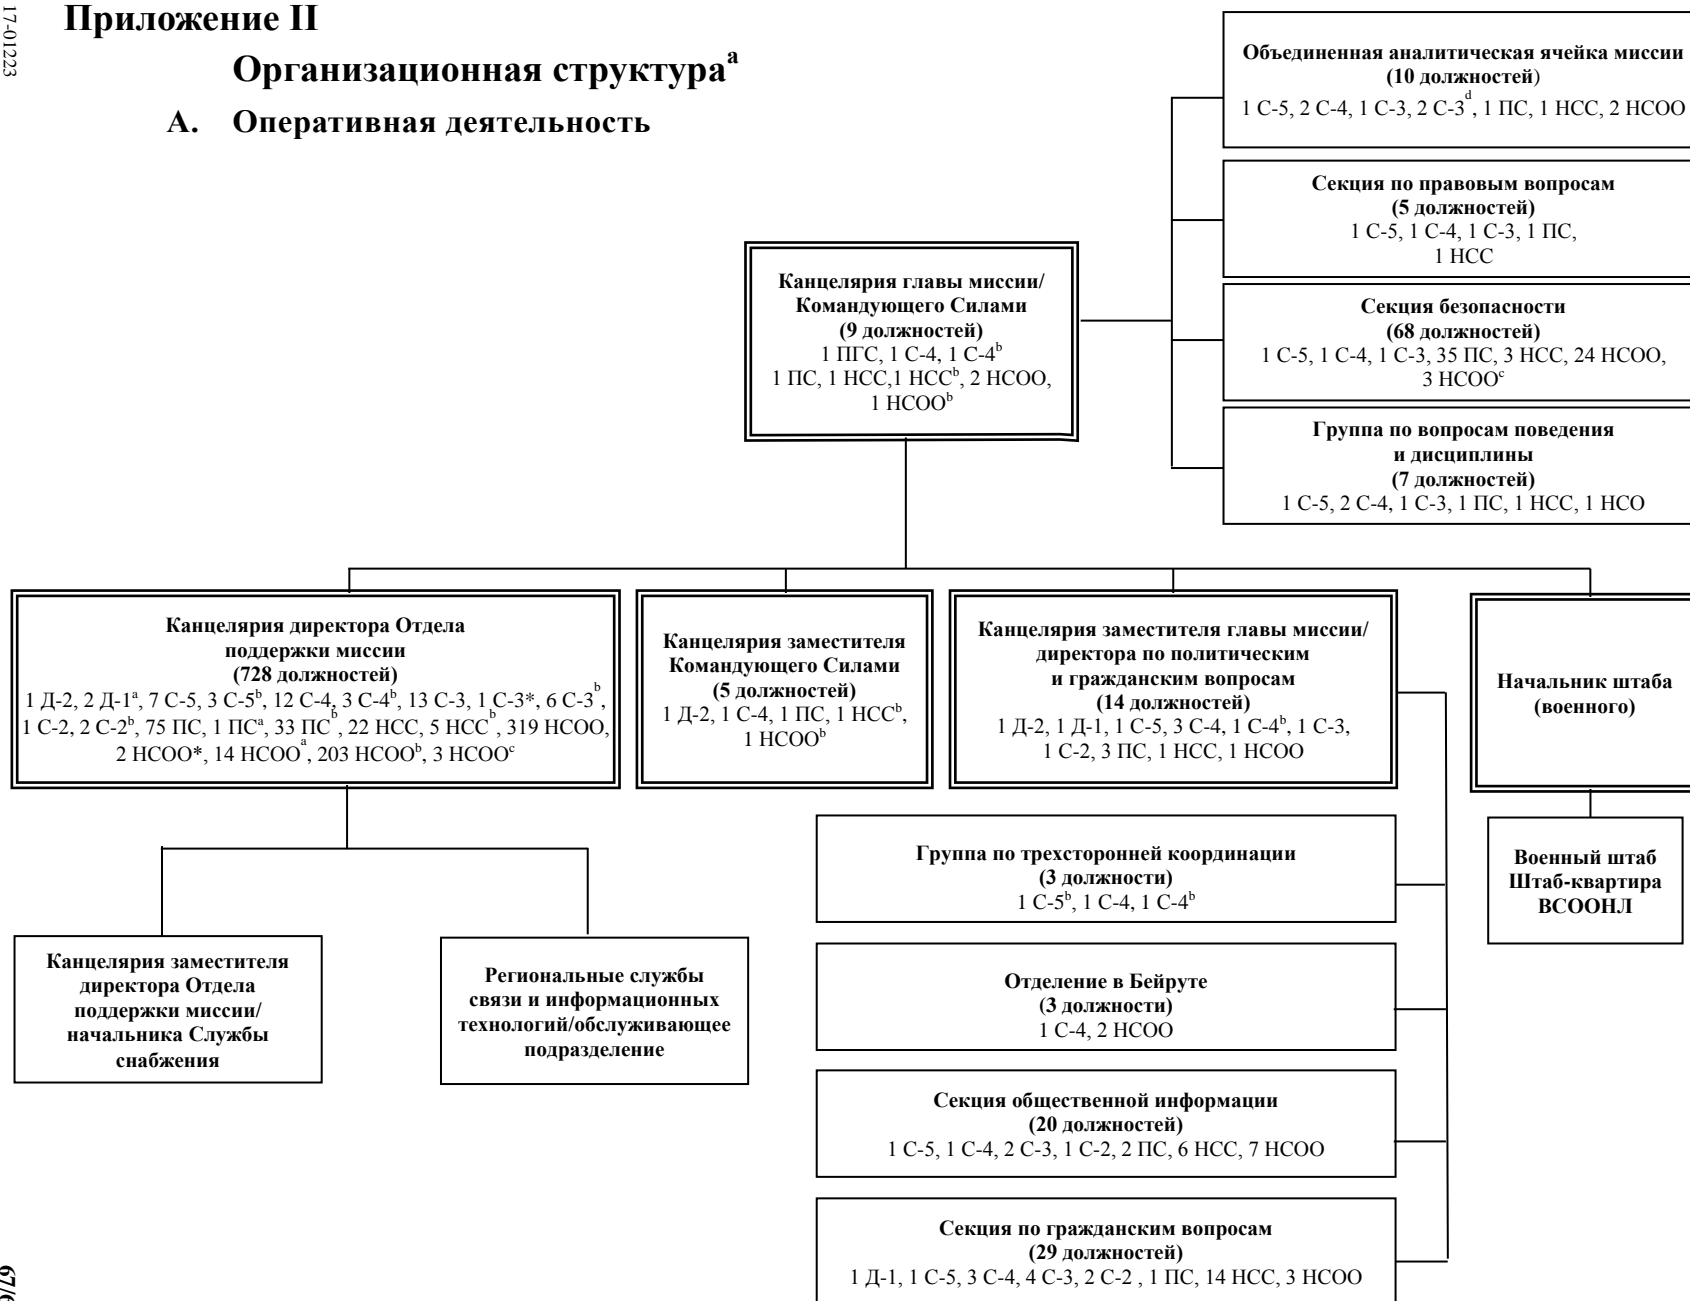 17-01223
Приложение II
Организационная структура^a
A. Оперативная деятельность
Объединенная аналитическая ячейка миссии
(10 должностей)
1 С-5, 2 С-4, 1 С-3, 2 С-3^d, 1 ПС, 1 НСС, 2 НСОО
Секция по правовым вопросам
(5 должностей)
1 С-5, 1 С-4, 1 С-3, 1 ПС,
1 НСС
Канцелярия главы миссии/
Командующего Силами
(9 должностей)
1 ПГС, 1 С-4, 1 С-4^b
1 ПС, 1 НСС,1 НСС^b, 2 НСОО,
1 НСОО^b
Секция безопасности
(68 должностей)
1 С-5, 1 С-4, 1 С-3, 35 ПС, 3 НСС, 24 НСОО,
3 НСОО^c
Группа по вопросам поведения
и дисциплины
(7 должностей)
1 С-5, 2 С-4, 1 С-3, 1 ПС, 1 НСС, 1 НСО
Канцелярия директора Отдела
поддержки миссии
(728 должностей)
1 Д-2, 2 Д-1^a, 7 С-5, 3 С-5^b, 12 С-4, 3 С-4^b, 13 С-3, 1 С-3*, 6 С-3^b,
1 С-2, 2 С-2^b, 75 ПС, 1 ПС^a, 33 ПС^b, 22 НСС, 5 НСС^b, 319 НСОО,
2 НСОО*, 14 НСОО^a, 203 НСОО^b, 3 НСОО^c
Канцелярия заместителя
Командующего Силами
(5 должностей)
1 Д-2, 1 С-4, 1 ПС, 1 НСС^b,
1 НСОО^b
Канцелярия заместителя главы миссии/
директора по политическим
и гражданским вопросам
(14 должностей)
1 Д-2, 1 Д-1, 1 С-5, 3 С-4, 1 С-4^b, 1 С-3,
1 С-2, 3 ПС, 1 НСС, 1 НСОО
Начальник штаба
(военного)
Группа по трехсторонней координации
(3 должности)
1 С-5^b, 1 С-4, 1 С-4^b
Военный штаб
Штаб-квартира
ВСООНЛ
Канцелярия заместителя
директора Отдела
поддержки миссии/
начальника Службы
снабжения
Региональные службы
связи и информационных
технологий/обслуживающее
подразделение
Отделение в Бейруте
(3 должности)
1 С-4, 2 НСОО
Секция общественной информации
(20 должностей)
1 С-5, 1 С-4, 2 С-3, 1 С-2, 2 ПС, 6 НСС, 7 НСОО
Секция по гражданским вопросам
(29 должностей)
1 Д-1, 1 С-5, 3 С-4, 4 С-3, 2 С-2 , 1 ПС, 14 НСС, 3 НСОО